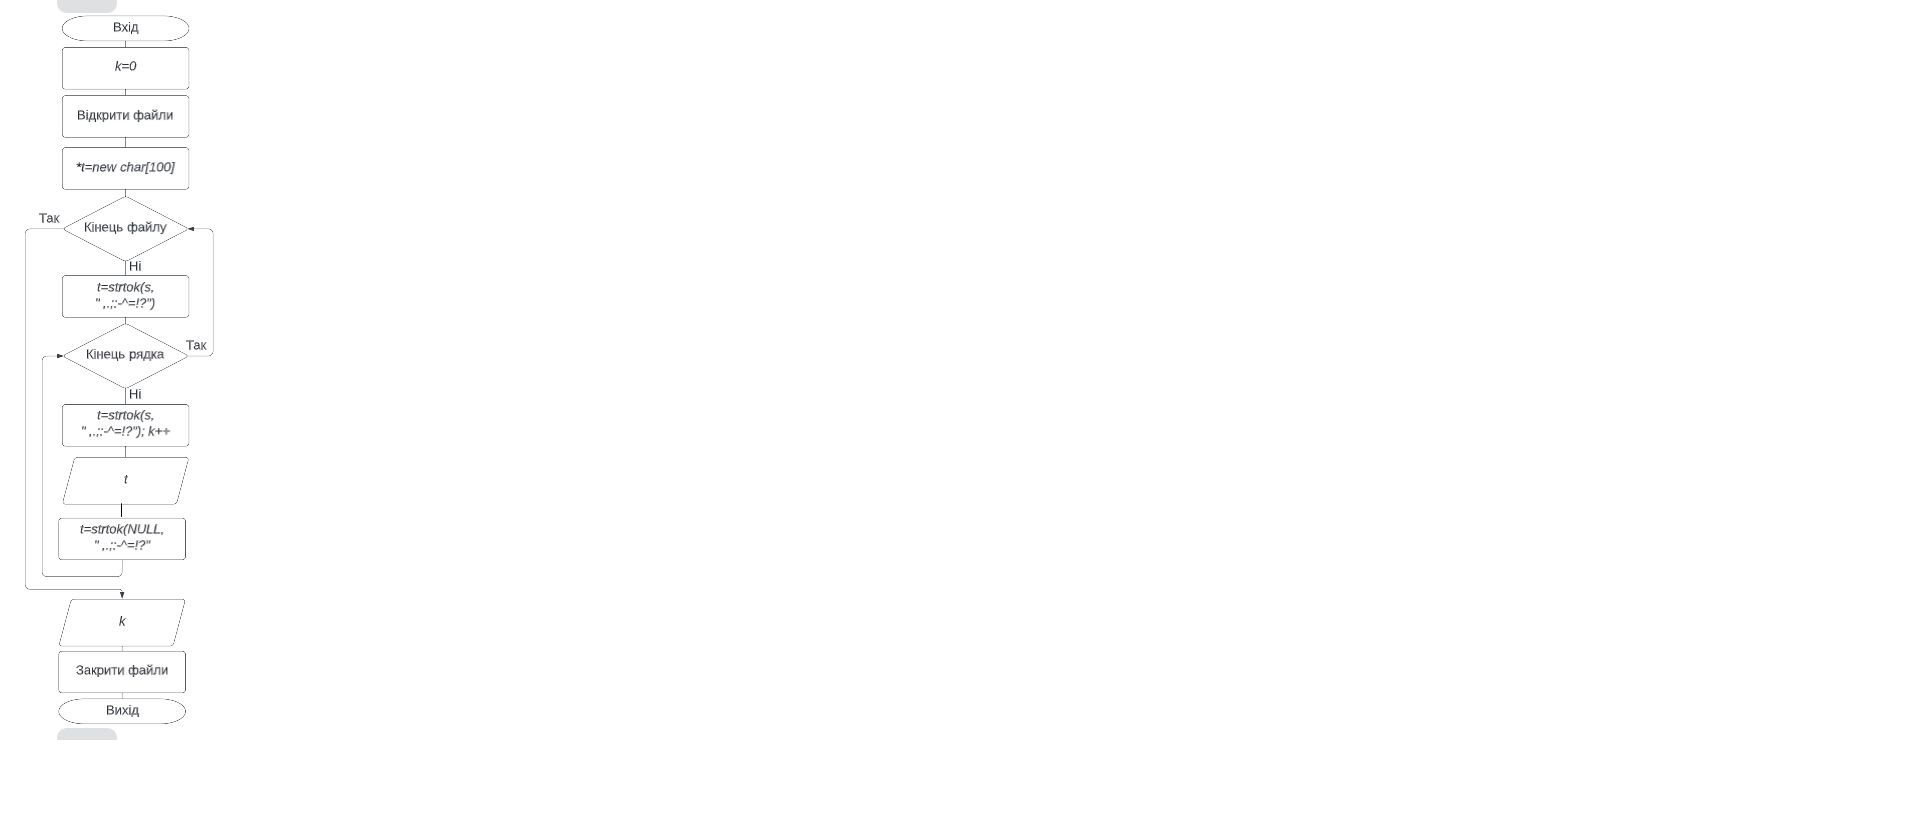 Вхід
k=0
Відкрити файли
*t=new char[100]
Так
Кінець файлу
Ні
t=strtok(s,
" ,.;:-^=!?")
Так
Кінець рядка
Ні
t=strtok(s,
" ,.;:-^=!?"); k++
t
t=strtok(NULL,
" ,.;:-^=!?"
k
Закрити файли
Вихід